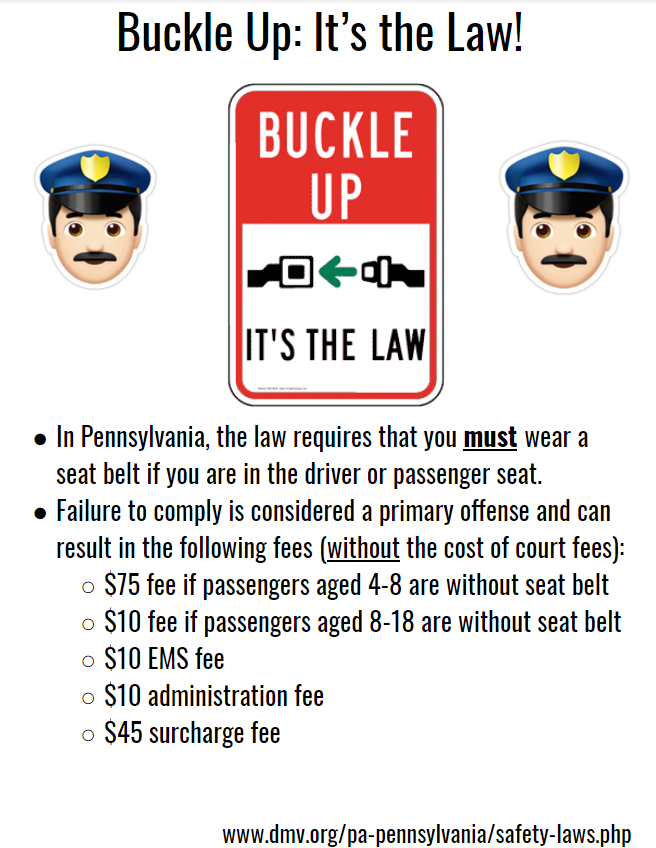 Buckle Up: It’s the Law!
BUCKLE
UP
IT'S THE LAW
● In Pennsylvania, the law requires that you must wear a
seat belt if you are in the driver or passenger seat.
● Failure to comply is considered a primary offense and can
result in the following fees (without the cost of court fees):
○ $75 fee if passengers aged 4-8 are without seat belt
○ $10 fee if passengers aged 8-18 are without seat belt
○ $10 EMS fee
○ $10 administration fee
○ $45 surcharge fee
www.dmv.org/pa-pennsylvania/safety-laws.php